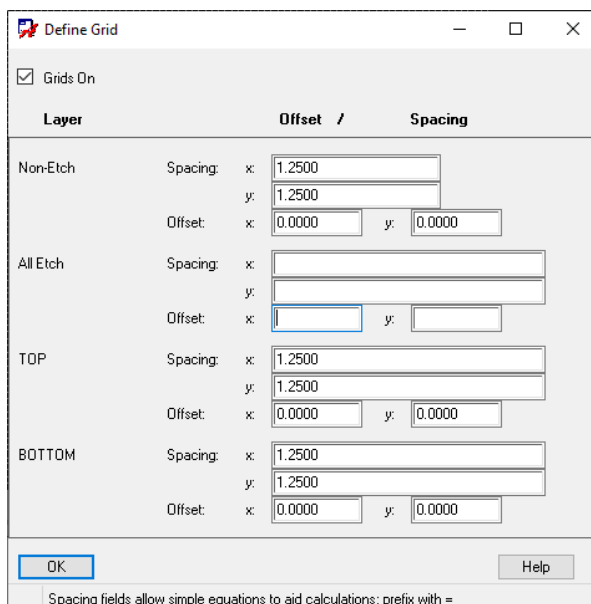 Define Grid
Grids On
Layer Offset / Spacing
Non-Etch Spacing: x: 1.2500
y: 1.2500
Offset: x: 0.0000 y: 0.0000
All Etch Spacing: x:
y:
Offset: x: y:
TOP Spacing: x: 1.2500
y: 1.2500
Offset: x: 0.0000 y: 0.0000
BOTTOM Spacing: x: 1.2500
y: 1.2500
Offset: x: 0.0000 y: 0.0000
OK Help
Spacing fields allow simple equations to aid calculations; prefix with =